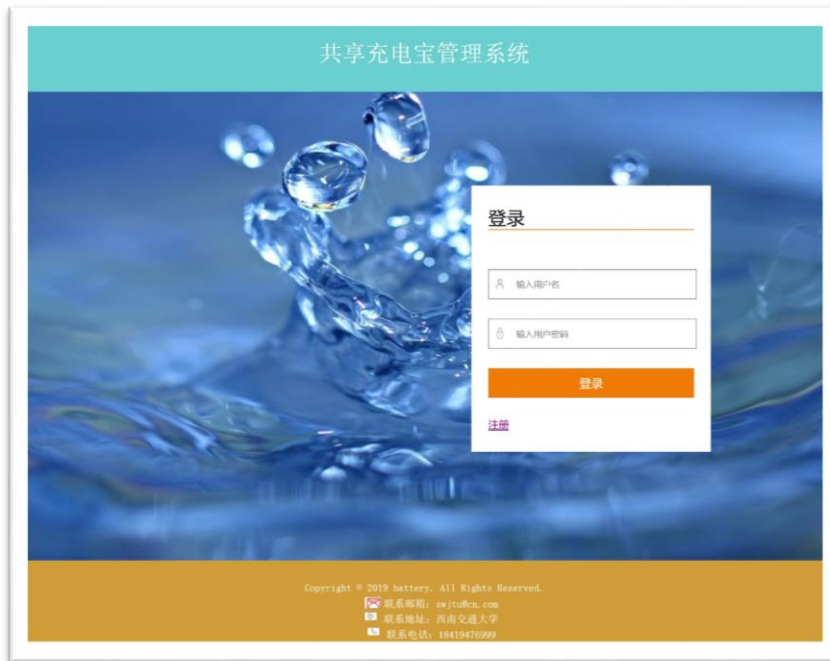 共享充电宝管理系统
登录
输入用户名
输入用户密码
登录
注册
Copyright © 2019 battery. All Rights Reserved.
联系邮箱：swjtu@cn.com
联系地址：西南交通大学
联系电话：18419476999